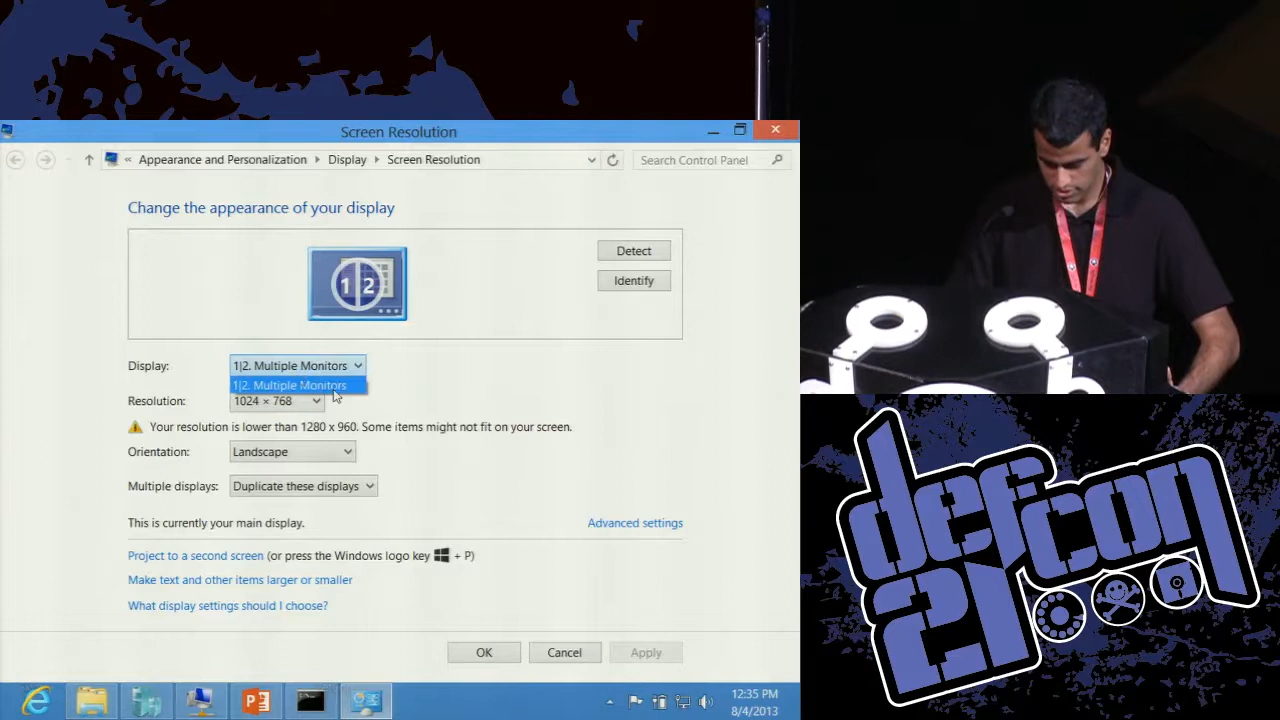 Screen Resolution
« Appearance and Personalization Display Screen Resolution
Search Control Panel
Change the appearance of your display
1 2
Detect
Identify
Display: 1|2. Multiple Monitors
1|2. Multiple Monitors
Resolution: 1024 × 768
Your resolution is lower than 1280 x 960. Some items might not fit on your screen.
Orientation: Landscape
Multiple displays: Duplicate these displays
This is currently your main display.
Advanced settings
Project to a second screen (or press the Windows logo key + P)
Make text and other items larger or smaller
What display settings should I choose?
OK Cancel Apply
12:35 PM
8/4/2013
defcon
21